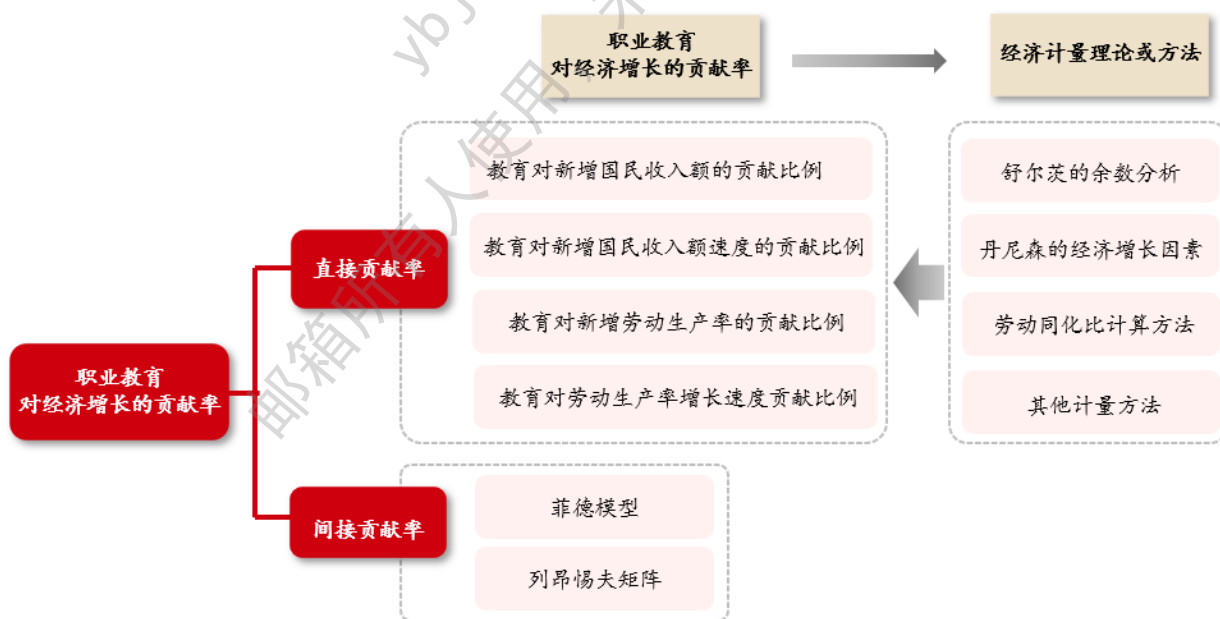 职业教育
对经济增长的贡献率
经济计量理论或方法
教育对新增国民收入额的贡献比例
舒尔茨的余数分析
教育对新增国民收入额速度的贡献比例
丹尼森的经济增长因素
直接贡献率
教育对新增劳动生产率的贡献比例
劳动同化比计算方法
职业教育
对经济增长的贡献率
教育对劳动生产率增长速度贡献比例
其他计量方法
间接贡献率
菲德模型
列昂惕夫矩阵
邮箱所有人使用